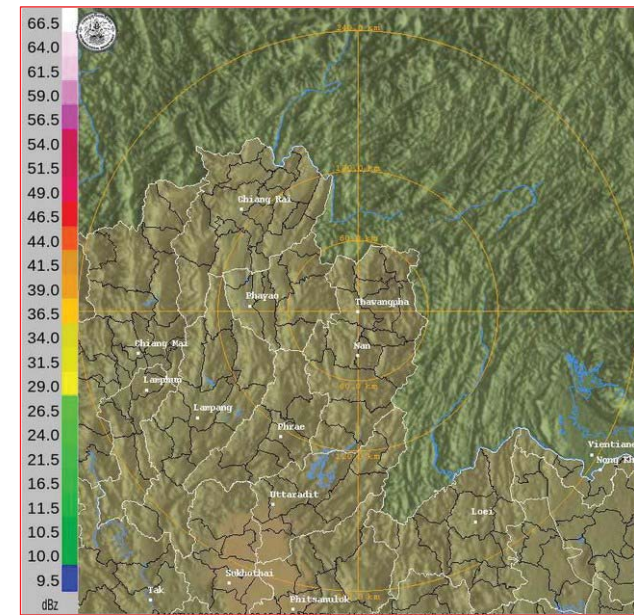 66.5
64.0
61.5
59.0
56.5
54.0
51.5
49.0
46.5
44.0
41.5
39.0
36.5
34.0
31.5
29.0
26.5
24.0
21.5
16.5
11.5
10.5
10.0
9.5
dBz
Chiang Rai
Phayao
Thawangpha
Nan
Chiang Mai
Lamphun
Lampang
Phrae
Vientiane
Nong Kh
Uttaradit
Loei
Sukhothai
Tak
Phitsanulok